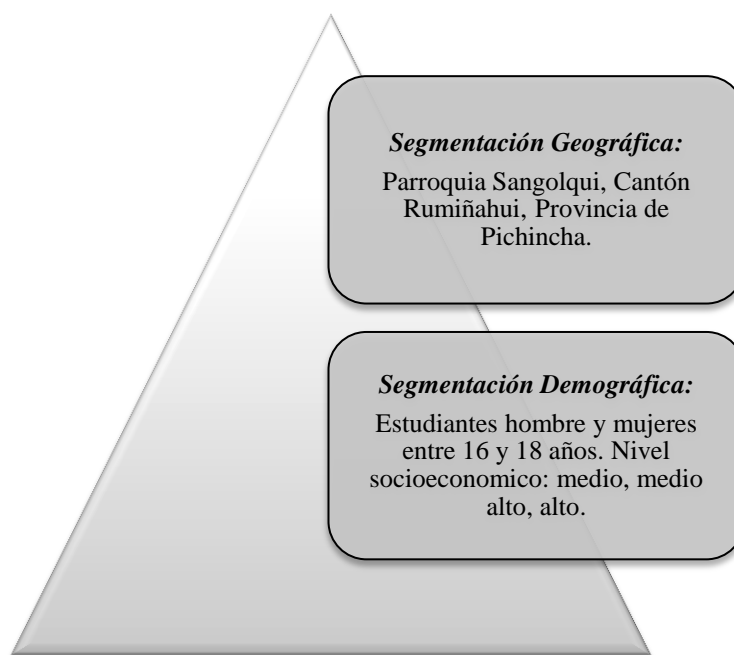 Segmentación Geográfica:
Parroquia Sangolqui, Cantón
Rumiñahui, Provincia de
Pichincha.
Segmentación Demográfica:
Estudiantes hombre y mujeres
entre 16 y 18 años. Nivel
socioeconomico: medio, medio
alto, alto.